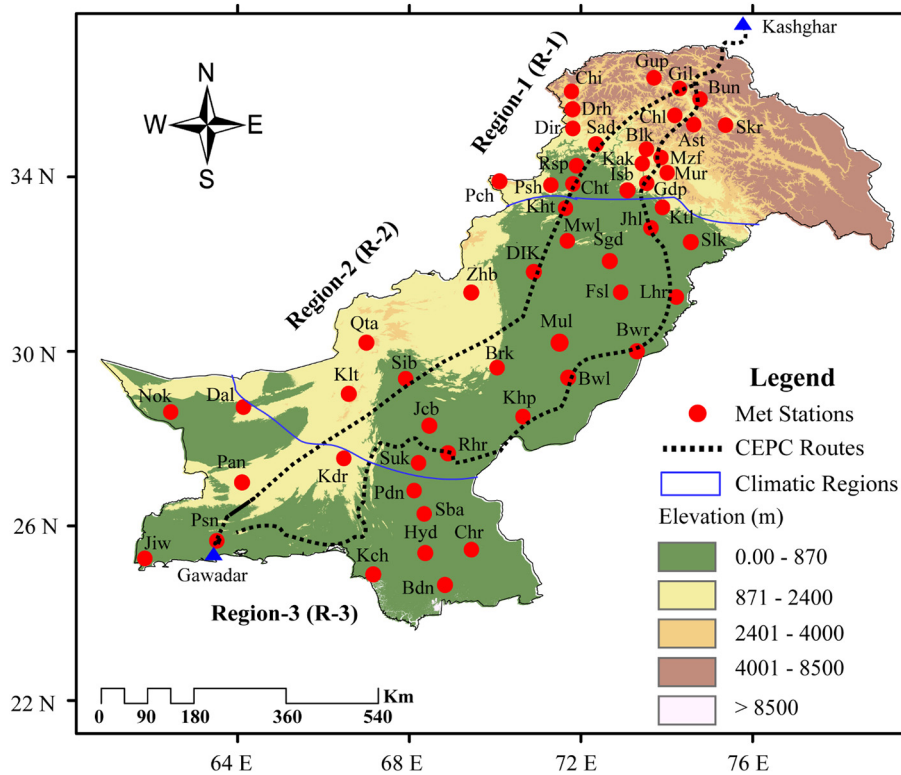 Kashghar
N
W E
S
Region-1 (R-1)
Region-2 (R-2)
Region-3 (R-3)
Chi
Gup
Gil
Bun
Drh
Chl
Dir
Sad
Blk
Ast
Skr
Rsp
Kak
Mzf
Isb
Mur
Pch
Psh
Cht
Gdp
Kht
Ktl
Mwl
Jhl
Sgd
Slk
DIK
Zhb
Fsl
Lhr
Qta
Mul
Bwr
Sib
Brk
Klt
Bwl
Nok
Dal
Khp
Jcb
Rhr
Suk
Kdr
Pan
Pdn
Sba
Psn
Hyd
Chr
Jiw
Kch
Gawadar
Bdn
Legend
Met Stations
CEPC Routes
Climatic Regions
Elevation (m)
0.00 - 870
871 - 2400
2401 - 4000
4001 - 8500
> 8500
Km
0 90 180 360 540
34 N
30 N
26 N
22 N
64 E 68 E 72 E 76 E